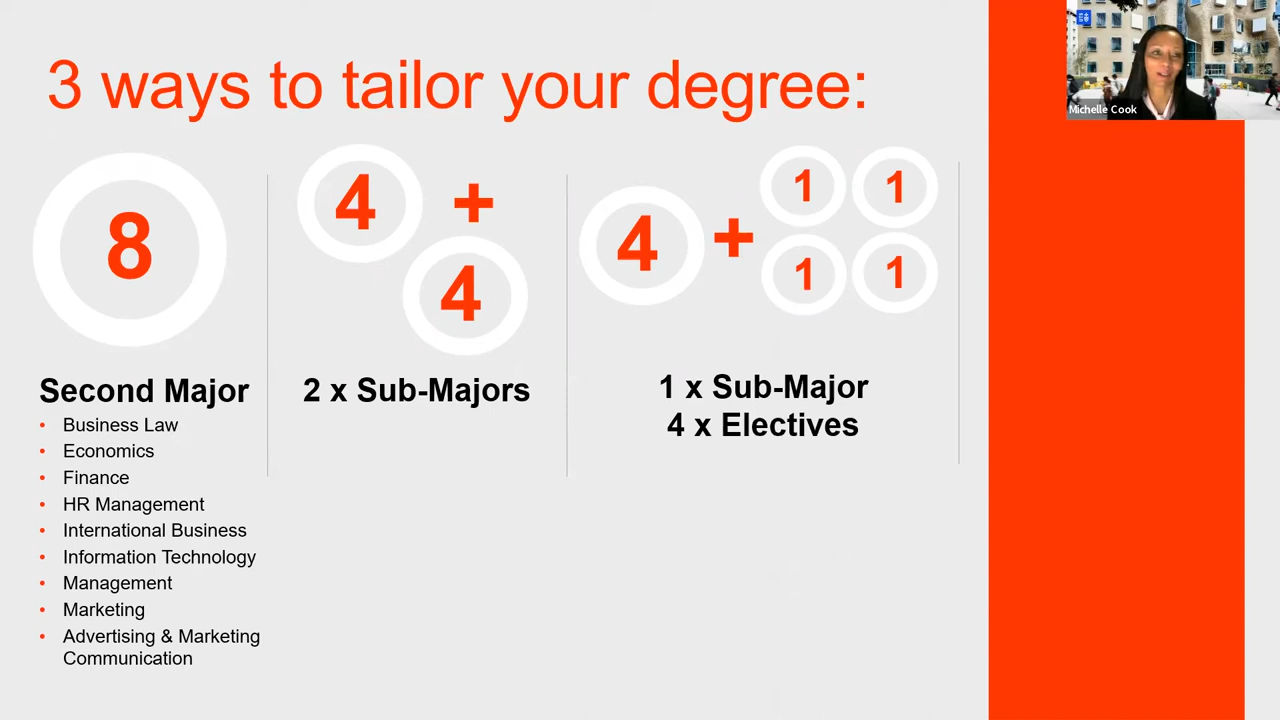 3 ways to tailor your degree:
Michelle Cook
8
4 +
4
4 +
1 1
1 1
Second Major
• Business Law
• Economics
• Finance
• HR Management
• International Business
• Information Technology
• Management
• Marketing
• Advertising & Marketing
Communication
2 x Sub-Majors
1 x Sub-Major
4 x Electives